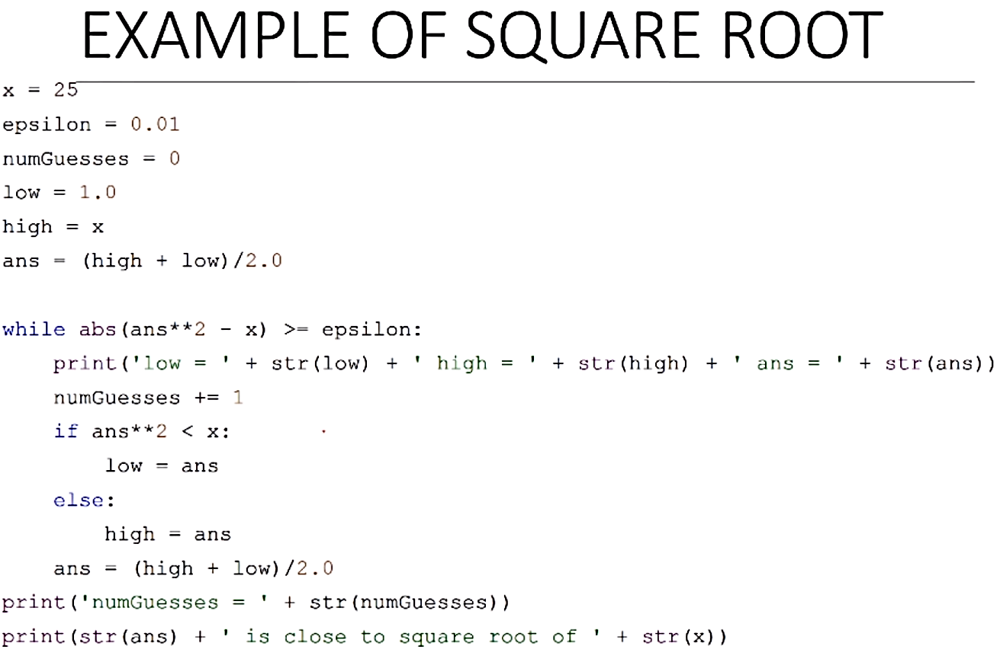 EXAMPLE OF SQUARE ROOT
x = 25
epsilon = 0.01
numGuesses = 0
low = 1.0
high = x
ans = (high + low)/2.0
while abs(ans**2 - x) >= epsilon:
    print('low = ' + str(low) + ' high = ' + str(high) + ' ans = ' + str(ans))
    numGuesses += 1
    if ans**2 < x:
        low = ans
    else:
        high = ans
    ans = (high + low)/2.0
print('numGuesses = ' + str(numGuesses))
print(str(ans) + ' is close to square root of ' + str(x))